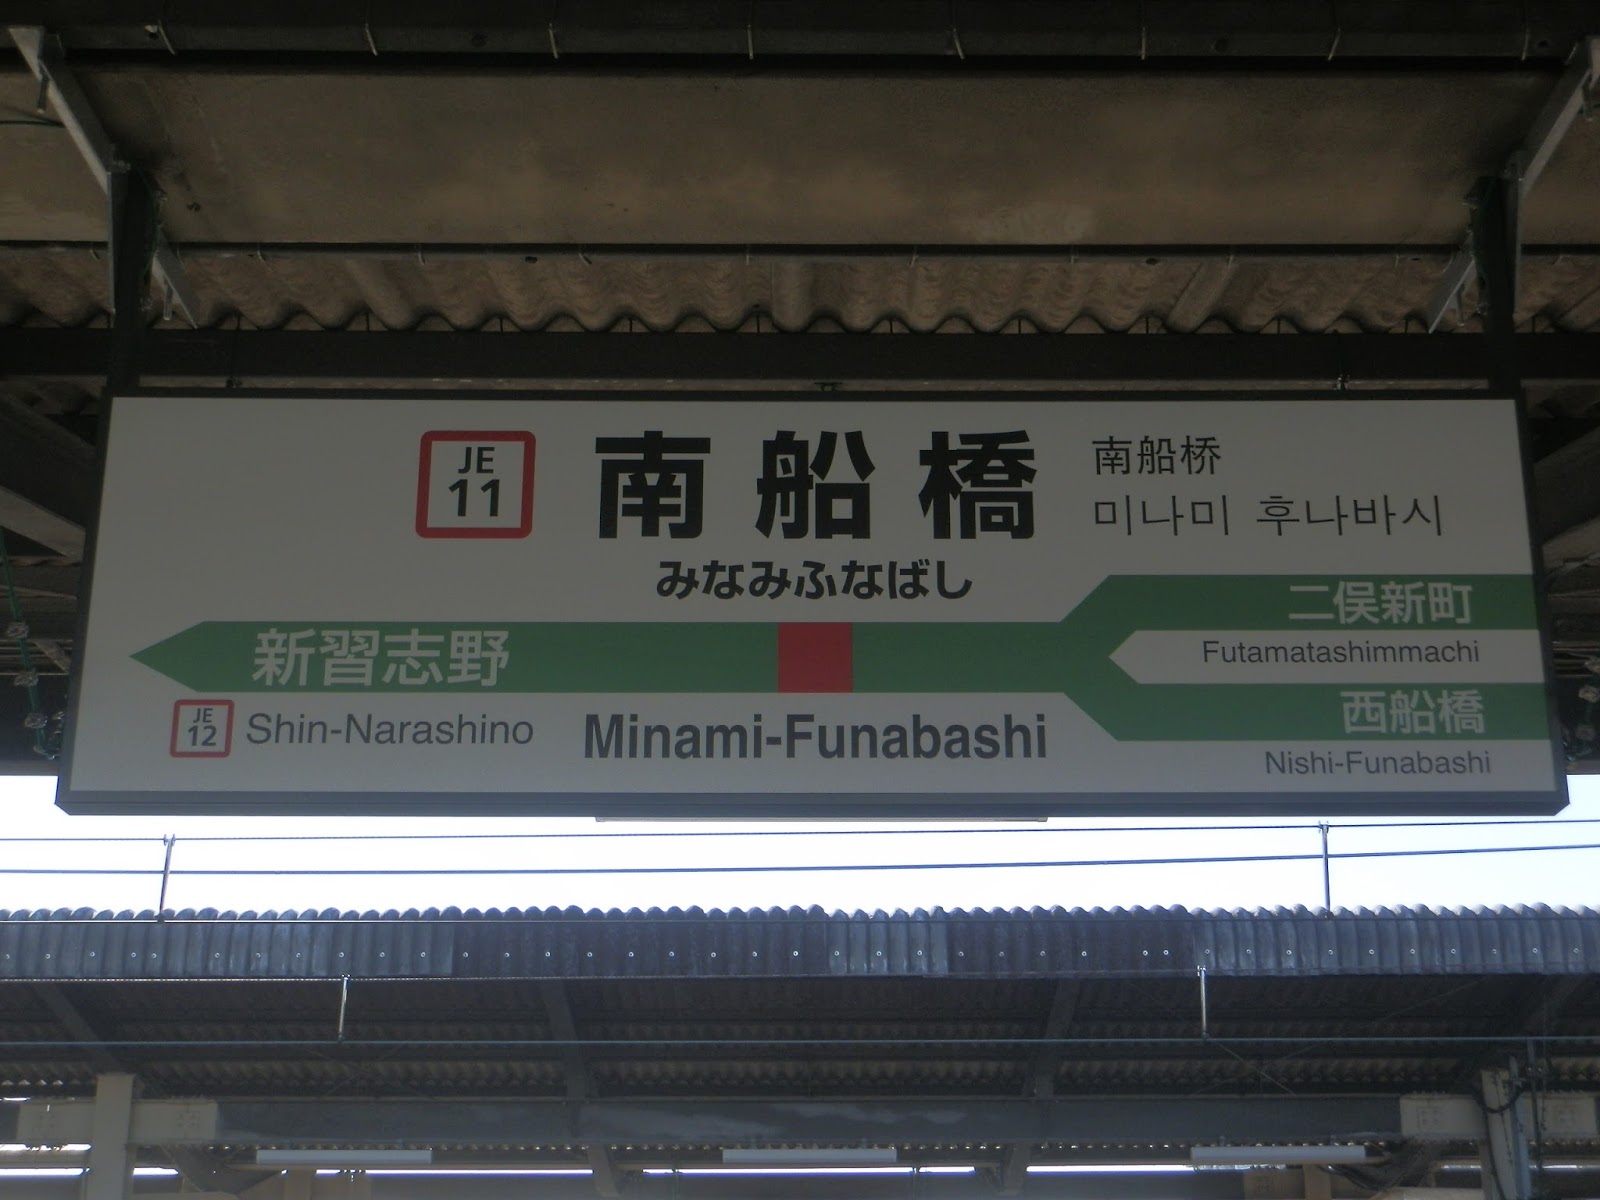 JE
11
南船橋
南船桥
미나미 후나바시
みなみふなばし
二俣新町
Futamatashimmachi
新習志野
西船橋
JE
12
Shin-Narashino
Minami-Funabashi
Nishi-Funabashi